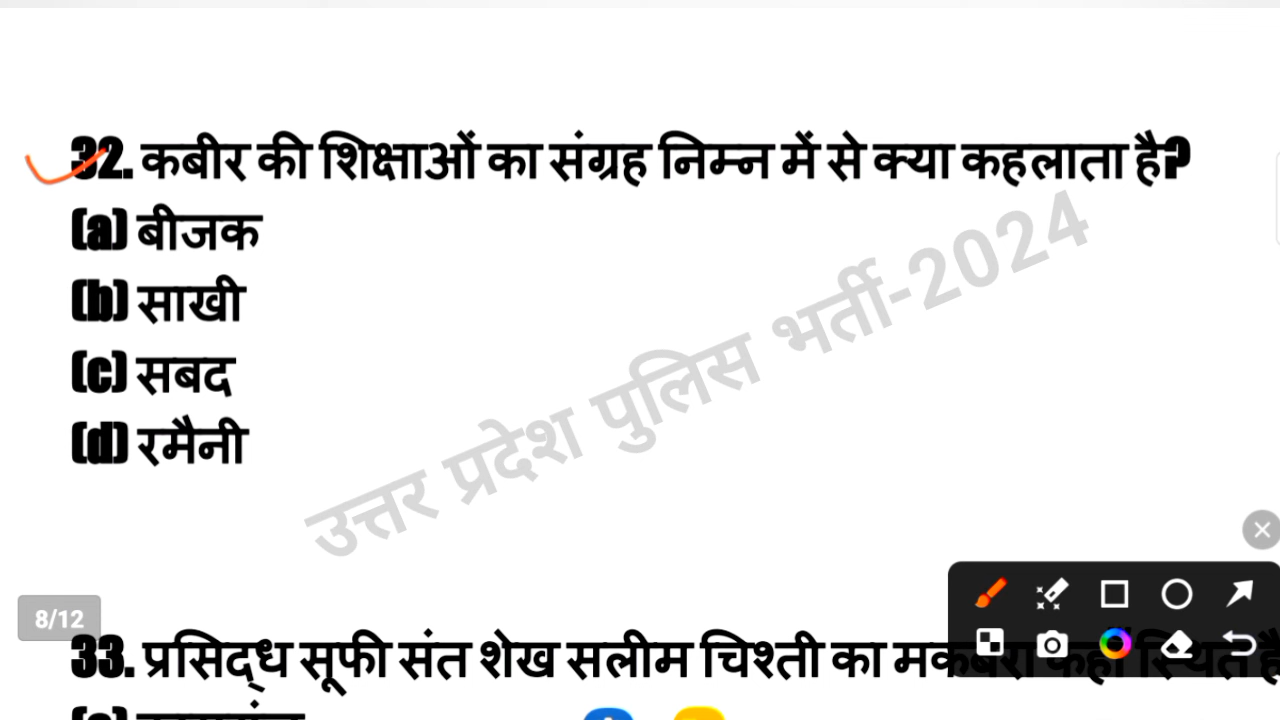 32. कबीर की शिक्षाओं का संग्रह निम्न में से क्या कहलाता है?
(a) बीजक
(b) साखी
(c) सबद
(d) रमैनी
उत्तर प्रदेश पुलिस भर्ती-2024
8/12
33. प्रसिद्ध सूफी संत शेख सलीम चिश्ती का मकबरा कहाँ स्थित है